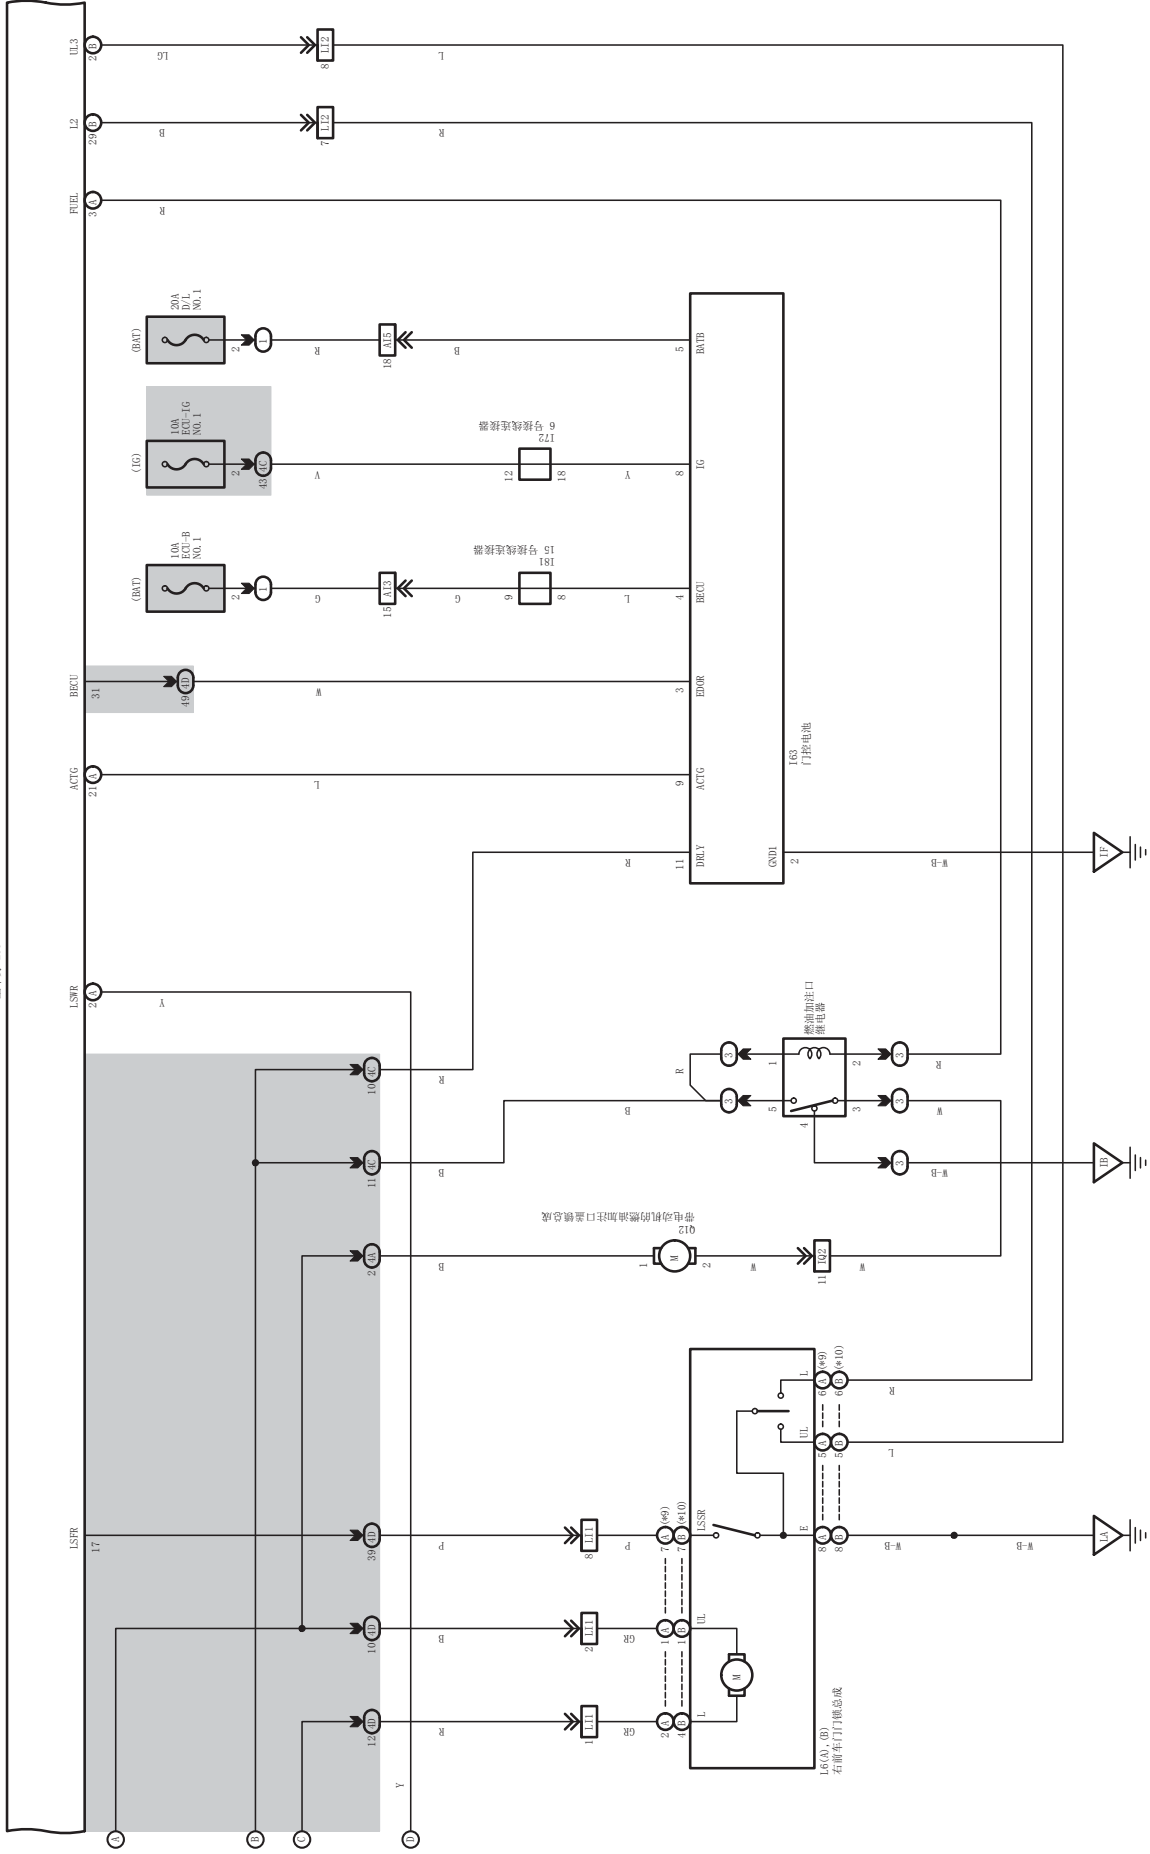 UL3
2 B
LG
LI2
8
L
L2
29 B
B
LI2
7
R
FUEL
3 A
R
20A
D/L
NO.1
(BAT)
2
1
R
AI5
18
B
5
BATB
10A
ECU-IG
NO.1
(IG)
2
4C
43
V
6 号接线连接器
I72
12
18
Y
8
IG
10A
ECU-B
NO.1
(BAT)
2
1
G
AI3
15
G
15 号接线连接器
I81
9
8
L
4
BECU
BECU
31
4D
49
W
3
EDOR
I63
门控电池
ACTG
21 A
L
9
ACTG
R
11
DRLY
GND1
2
W-B
IF
LSWR
2 A
Y
4C
10
R
燃油加注口
继电器
3
1
2
3
R
R
B
3
5
3
3
W
4
3
W-B
IB
4C
11
B
带电动机的燃油加注口盖锁总成
Q12
4A
2
B
1
M
2
W
IQ2
11
W
L
6 A (*9)
6 B (*10)
R
UL
5 A
5 B
L
LSFR
17
4D
39
P
LI1
8
P
7 A (*9)
7 B (*10)
LSSR
E
8 A
8 B
W-B
W-B
LA
4D
10
B
LI1
2
GR
1 A
1 B
UL
M
4D
12
R
LI1
1
GR
2 A
4 B
L
L6(A),(B)
右前车门门锁总成
Y
A
B
C
D